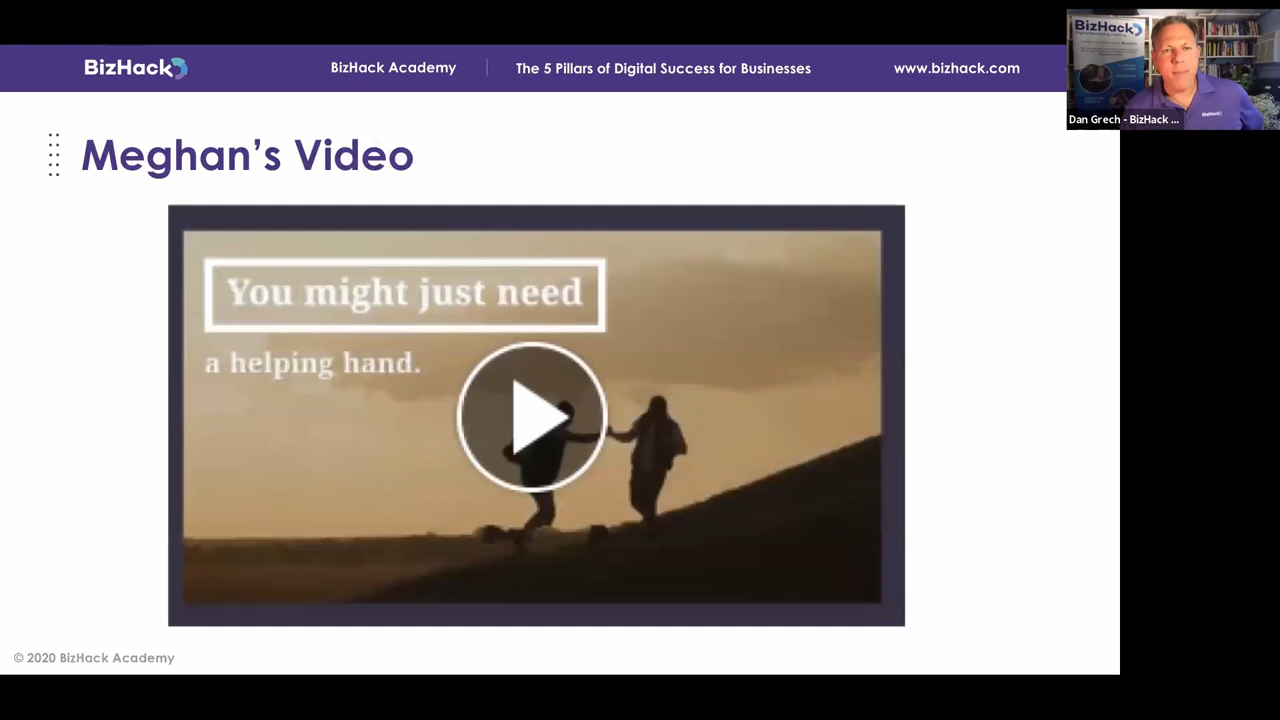 BizHack
BizHack Academy
The 5 Pillars of Digital Success for Businesses
www.bizhack.com
BizHack
Dan Grech - BizHack ...
Meghan's Video
You might just need
a helping hand.
© 2020 BizHack Academy